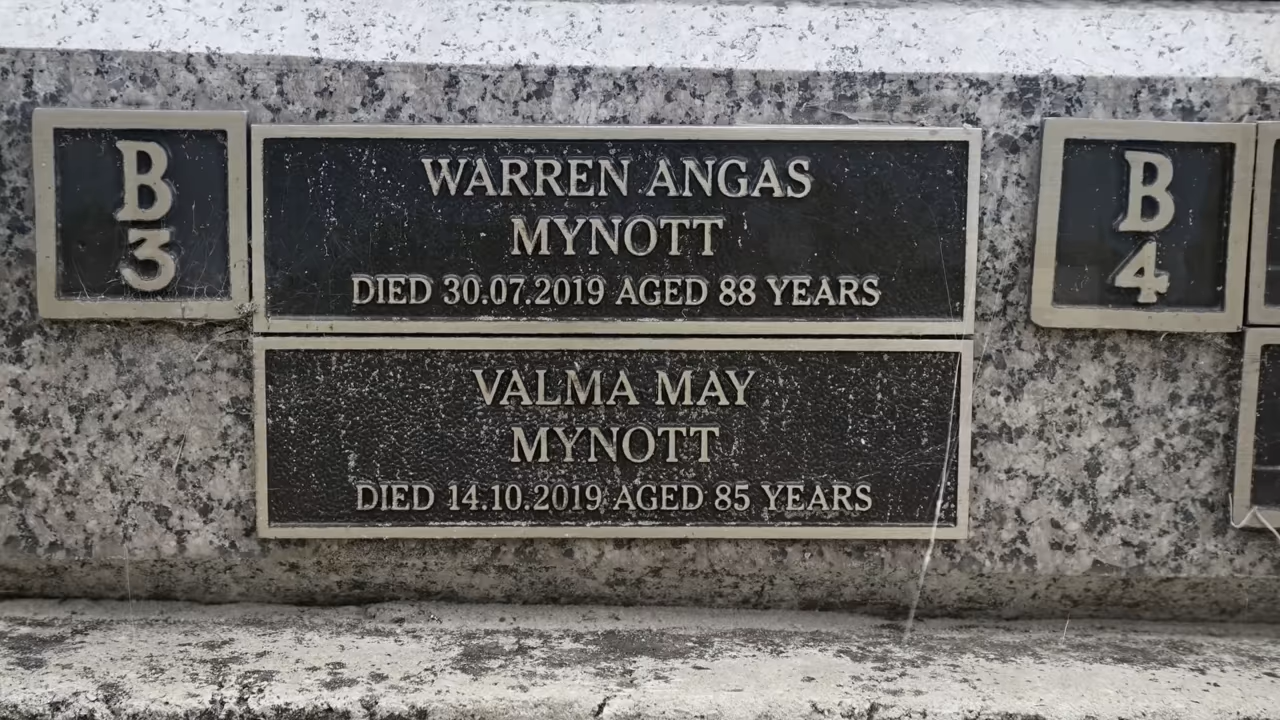 B
3
WARREN ANGAS
MYNOTT
DIED 30.07.2019 AGED 88 YEARS
VALMA MAY
MYNOTT
DIED 14.10.2019 AGED 85 YEARS
B
4